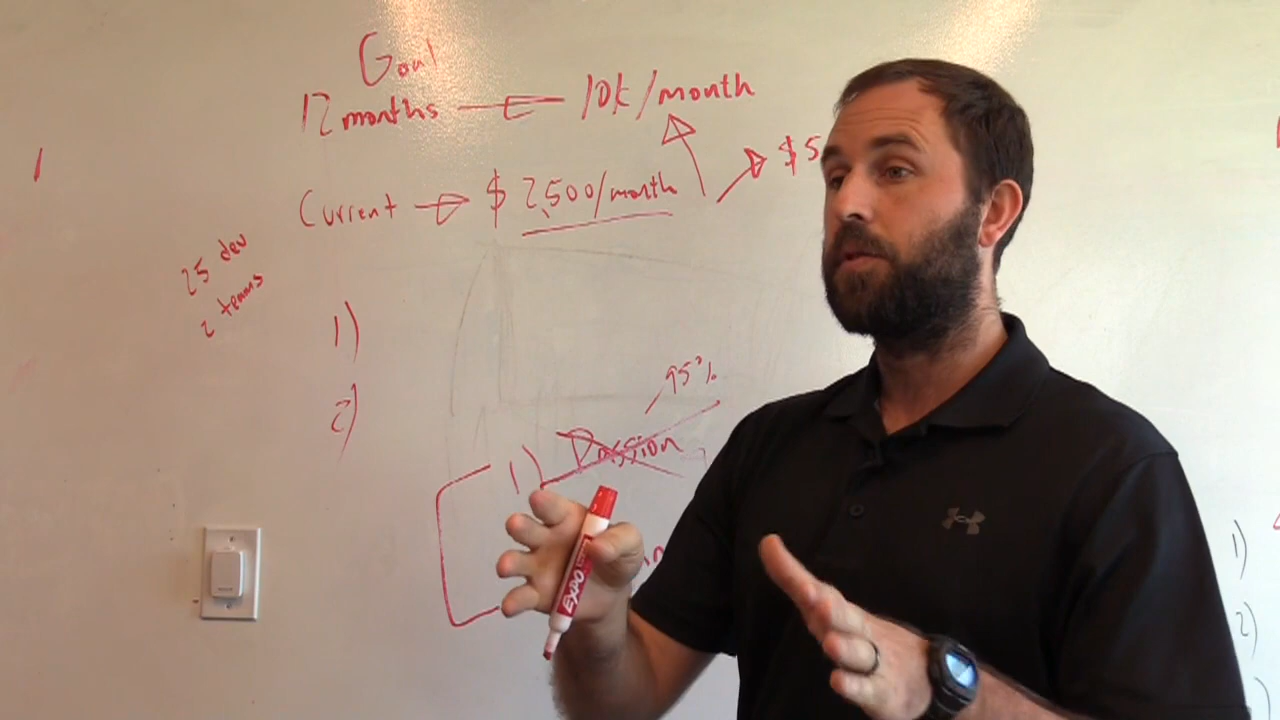 Goal
12 months → 10k/month
Current → $ 2,500/month
$5
25 dev
2 teams
1)
2)
95%
1) Passion
EXPO
1)
2)